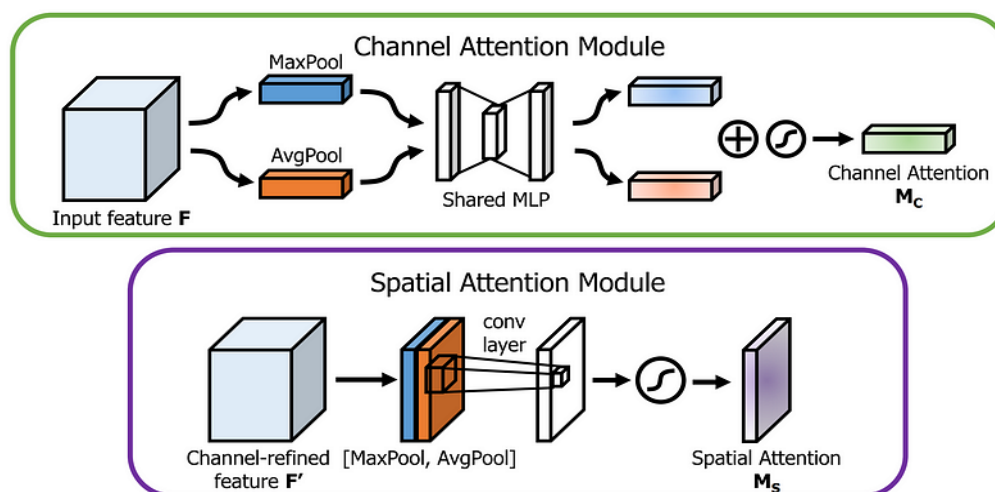 Channel Attention Module
MaxPool
AvgPool
Shared MLP
Input feature F
Channel Attention
Mc
Spatial Attention Module
conv
layer
Channel-refined
feature F'
[MaxPool, AvgPool]
Spatial Attention
Ms